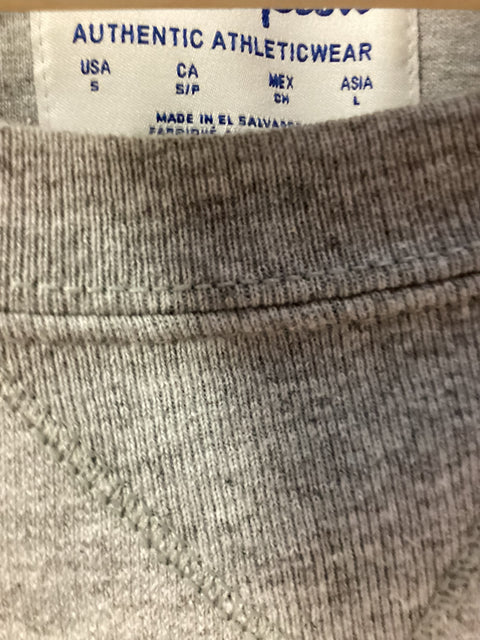 AUTHENTIC ATHLETICWEAR
USA CA MEX ASIA
S S/P CH L
MADE IN EL SALVADOR